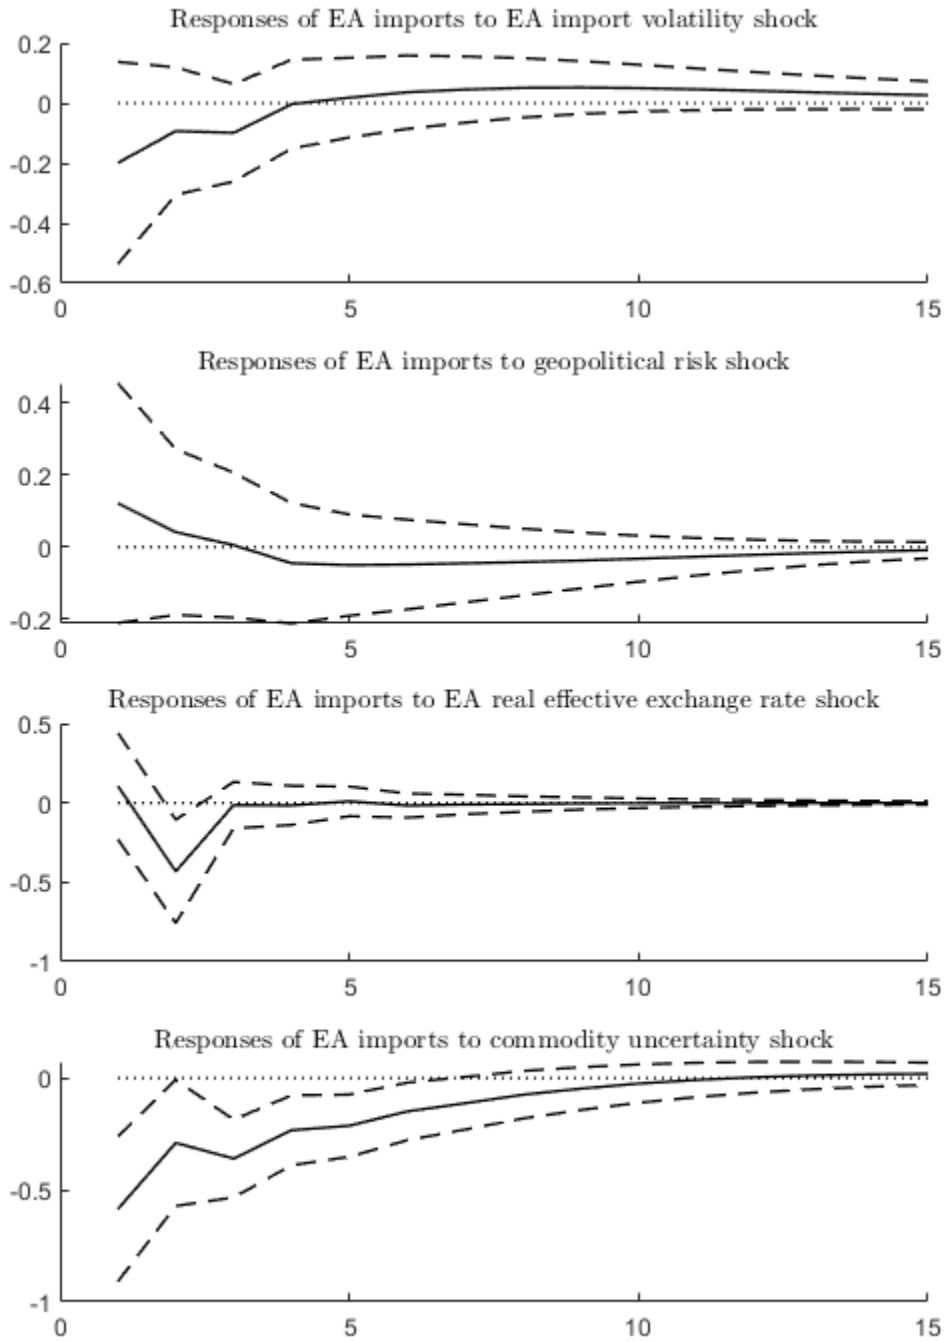 Responses of EA imports to EA import volatility shock
0.2
0
-0.2
-0.4
-0.6
0 5 10 15
Responses of EA imports to geopolitical risk shock
0.4
0.2
0
-0.2
0 5 10 15
Responses of EA imports to EA real effective exchange rate shock
0.5
0
-0.5
-1
0 5 10 15
Responses of EA imports to commodity uncertainty shock
0
-0.5
-1
0 5 10 15